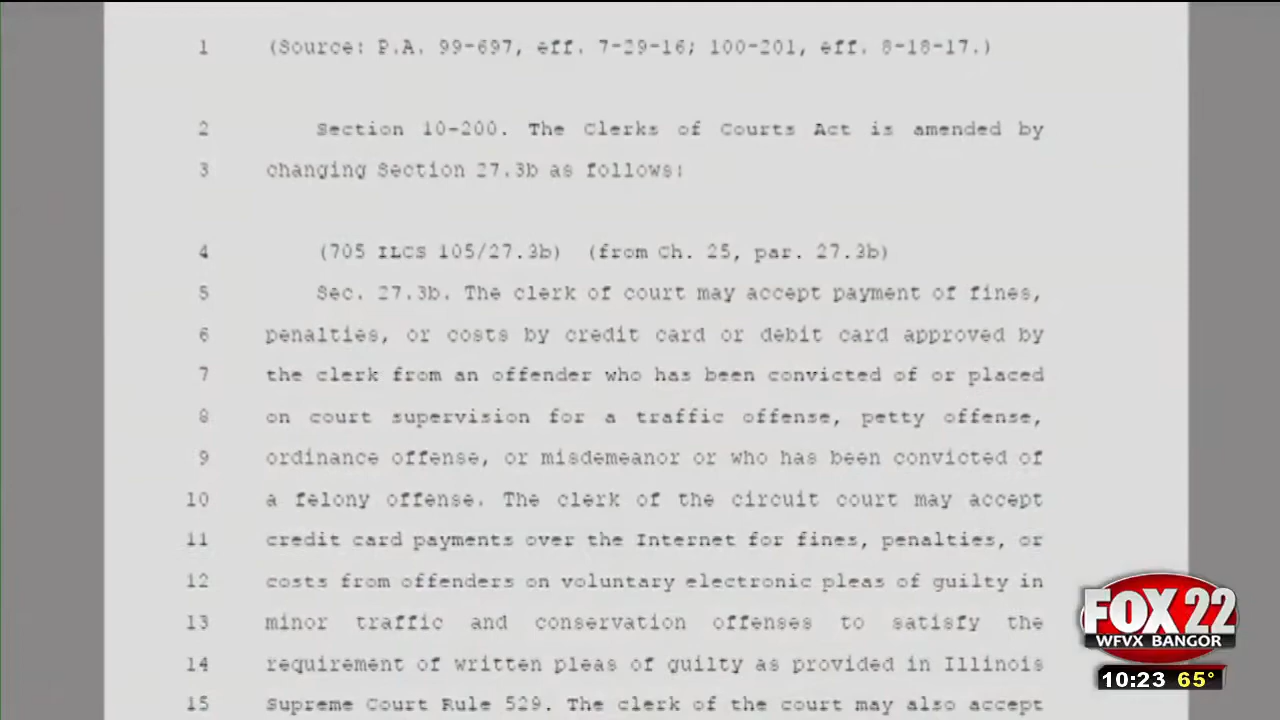 1 (Source: P.A. 99-697, eff. 7-29-16; 100-201, eff. 8-18-17.)
2 Section 10-200. The Clerks of Courts Act is amended by
3 changing Section 27.3b as follows:
4 (705 ILCS 105/27.3b) (from Ch. 25, par. 27.3b)
5 Sec. 27.3b. The clerk of court may accept payment of fines,
6 penalties, or costs by credit card or debit card approved by
7 the clerk from an offender who has been convicted of or placed
8 on court supervision for a traffic offense, petty offense,
9 ordinance offense, or misdemeanor or who has been convicted of
10 a felony offense. The clerk of the circuit court may accept
11 credit card payments over the Internet for fines, penalties, or
12 costs from offenders on voluntary electronic pleas of guilty in
13 minor traffic and conservation offenses to satisfy the
14 requirement of written pleas of guilty as provided in Illinois
15 Supreme Court Rule 529. The clerk of the court may also accept
FOX 22
WFVX BANGOR
10:23 65°